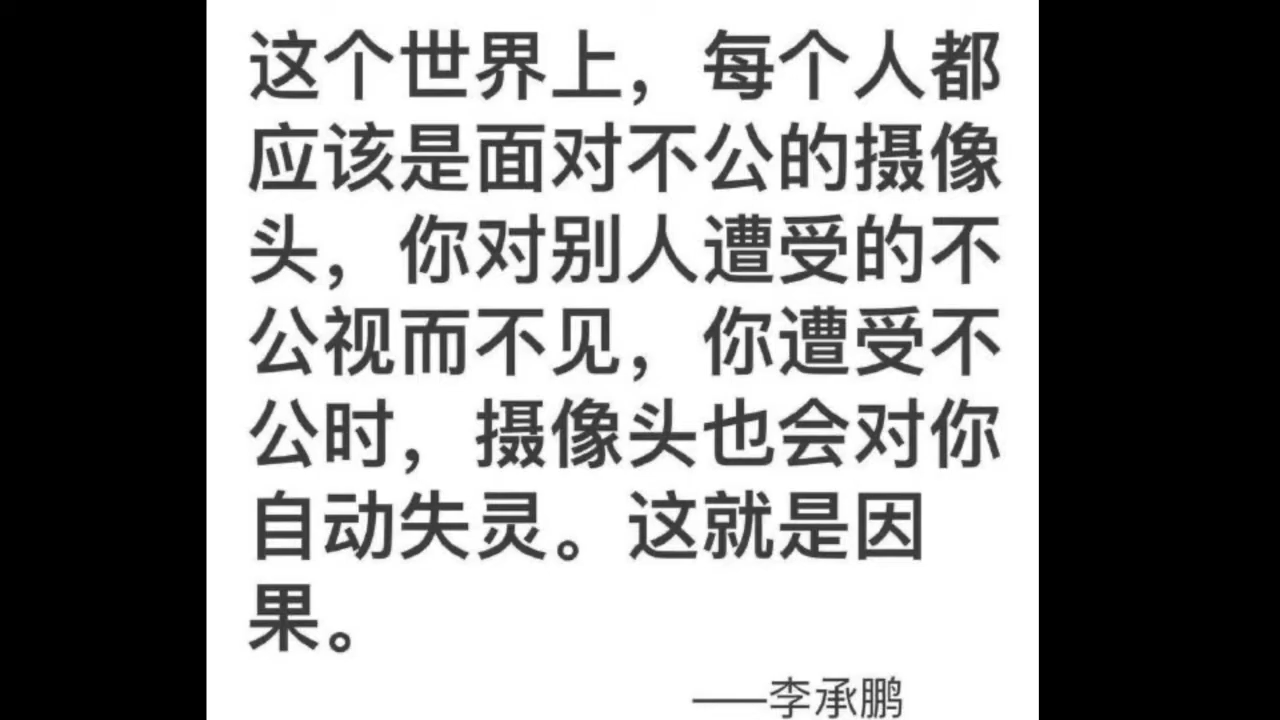 这个世界上，每个人都
应该是面对不公的摄像
头，你对别人遭受的不
公视而不见，你遭受不
公时，摄像头也会对你
自动失灵。这就是因
果。
——李承鹏